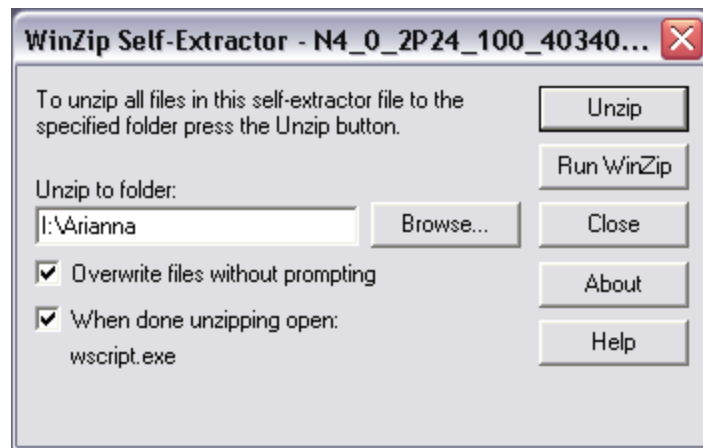 WinZip Self-Extractor - N4_0_2P24_100_40340...
To unzip all files in this self-extractor file to the
specified folder press the Unzip button.
Unzip to folder:
I:\Arianna
Browse...
Overwrite files without prompting
When done unzipping open:
wscript.exe
Unzip
Run WinZip
Close
About
Help